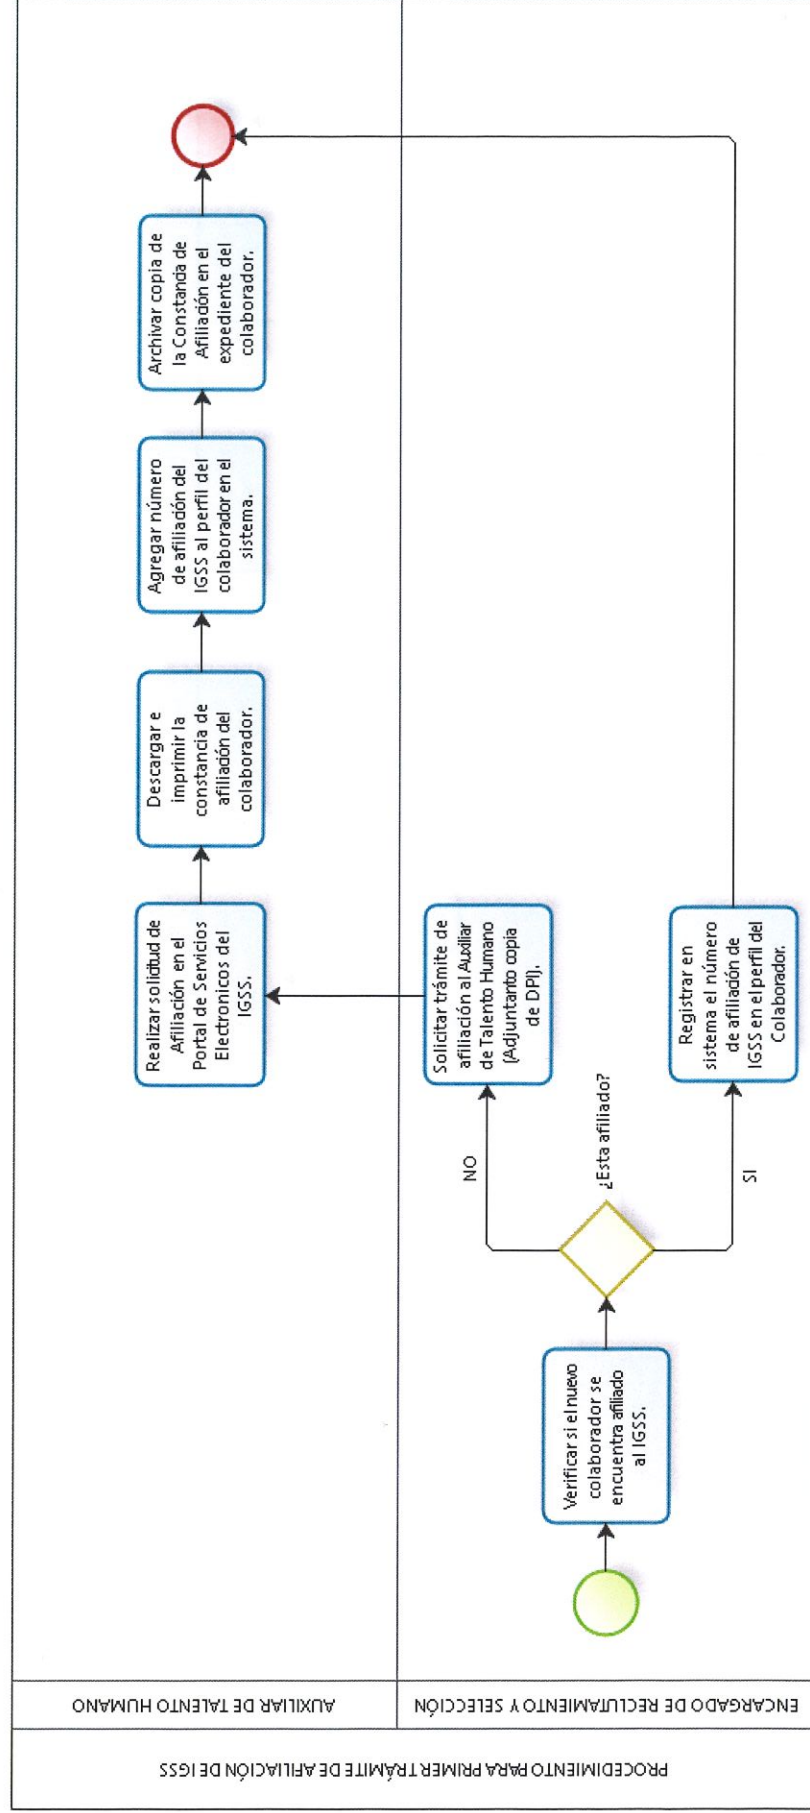 PROCEDIMIENTO PARA PRIMER TRÁMITE DE AFILIACIÓN DE IGSS
AUXILIAR DE TALENTO HUMANO
Realizar solicitud de
Afiliación en el
Portal de Servicios
Electronicos del
IGSS.
Descargar e
imprimir la
constancia de
afiliación del
colaborador.
Agregar número
de afiliación del
IGSS al perfil del
colaborador en el
sistema.
Archivar copia de
la Constancia de
Afiliación en el
expediente del
colaborador.
ENCARGADO DE RECLUTAMIENTO Y SELECCIÓN
Verificar si el nuevo
colaborador se
encuentra afiliado
al IGSS.
¿Esta afiliado?
NO
Solicitar trámite de
afiliación al Auxiliar
de Talento Humano
(Adjuntanto copia
de DPI).
SI
Registrar en
sistema el número
de afiliación de
IGSS en el perfil del
Colaborador.